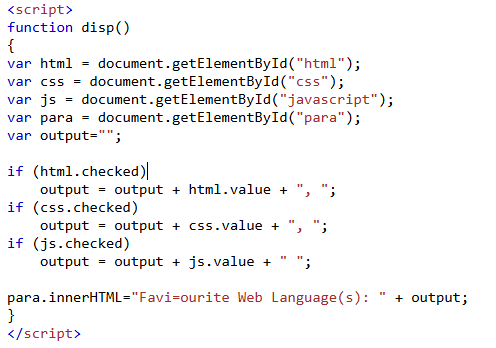 <script>
function disp()
{
var html = document.getElementById("html");
var css = document.getElementById("css");
var js = document.getElementById("javascript");
var para = document.getElementById("para");
var output="";

if (html.checked)
    output = output + html.value + ", ";
if (css.checked)
    output = output + css.value + ", ";
if (js.checked)
    output = output + js.value + " ";

para.innerHTML="Favi=ourite Web Language(s): " + output;
}
</script>